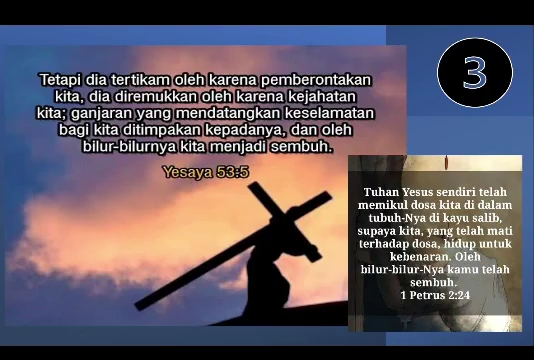 Tetapi dia tertikam oleh karena pemberontakan
kita, dia diremukkan oleh karena kejahatan
kita; ganjaran yang mendatangkan keselamatan
bagi kita ditimpakan kepadanya, dan oleh
bilur-bilurnya kita menjadi sembuh.
Yesaya 53:5
3
Tuhan Yesus sendiri telah
memikul dosa kita di dalam
tubuh-Nya di kayu salib,
supaya kita, yang telah mati
terhadap dosa, hidup untuk
kebenaran. Oleh
bilur-bilur-Nya kamu telah
sembuh.
1 Petrus 2:24